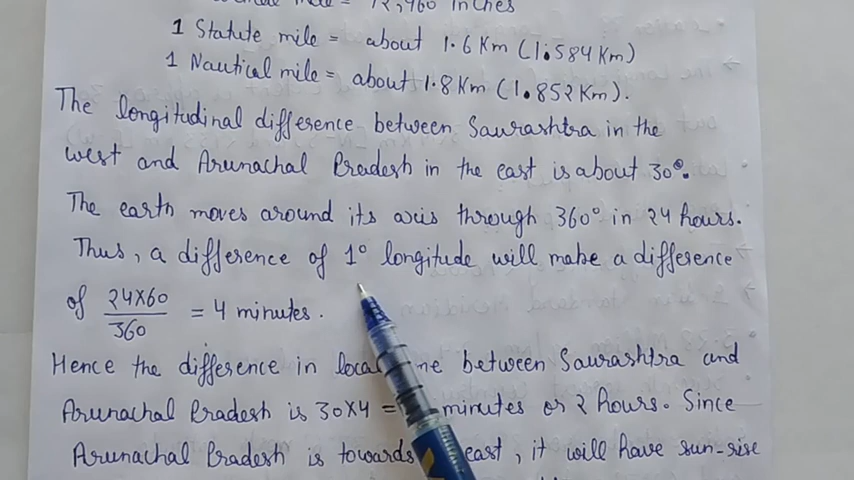 = 72,960 inches
1 Statute mile = about 1.6 Km (1.584 Km)
1 Nautical mile = about 1.8 Km (1.852 Km).
The longitudinal difference between Saurashtra in the
west and Arunachal Pradesh in the east is about 30°.
The earth moves around its axis through 360° in 24 hours.
Thus, a difference of 1° longitude will make a difference
of 24X60/360 = 4 minutes.
Hence the difference in local me between Saurashtra and
Arunachal Pradesh is 30X4 = minutes or 2 hours. Since
Arunachal Pradesh is towards east, it will have sun-rise